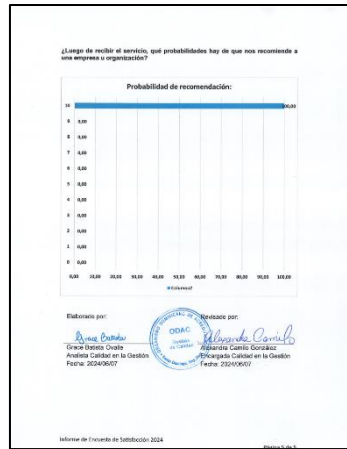 ¿Luego de recibir el servicio, qué probabilidades hay de que nos recomiende a
una empresa u organización?
Probabilidad de recomendación:
10 100,00
9 0,00
8 0,00
7 0,00
6 0,00
5 0,00
4 0,00
3 0,00
2 0,00
1 0,00
0 0,00
0,00 10,00 20,00 30,00 40,00 50,00 60,00 70,00 80,00 90,00 100,00
Elaborado por: Revisado por:
ODAC
Grace Batista Ovalle Alejandra Camilo González
Analista Calidad en la Gestión Encargada Calidad en la Gestión
Fecha: 2024/06/07 Fecha: 2024/06/07
Informe de Encuesta de Satisfacción 2024
Página 5 de 5